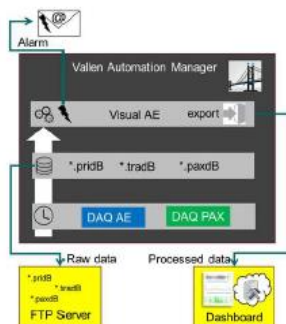 @
Alarm
Vallen Automation Manager
Visual AE export
*.pridB *.tradB *.paxdB
DAQ AE DAQ PAX
Raw data Processed data
*.pridB
*.tradB
*.paxdB
FTP Server
Dashboard